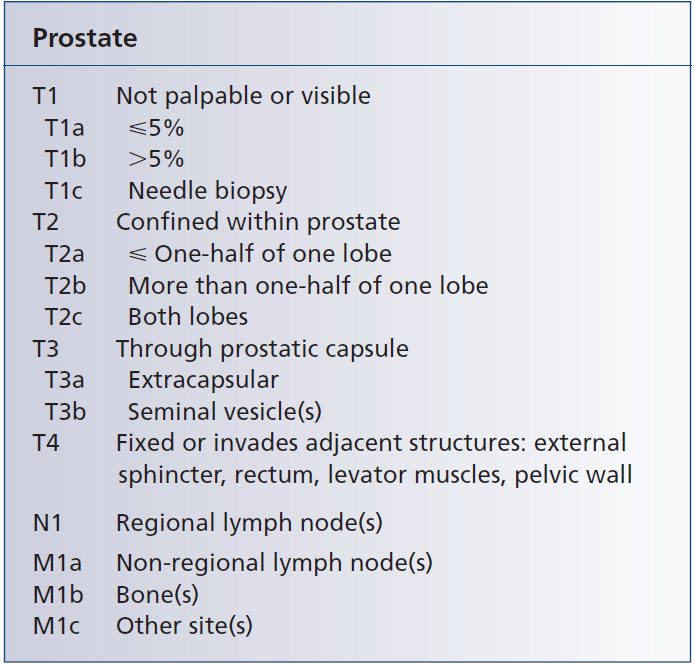 Prostate
T1 Not palpable or visible
T1a ⩽5%
T1b >5%
T1c Needle biopsy
T2 Confined within prostate
T2a ⩽ One-half of one lobe
T2b More than one-half of one lobe
T2c Both lobes
T3 Through prostatic capsule
T3a Extracapsular
T3b Seminal vesicle(s)
T4 Fixed or invades adjacent structures: external
sphincter, rectum, levator muscles, pelvic wall
N1 Regional lymph node(s)
M1a Non-regional lymph node(s)
M1b Bone(s)
M1c Other site(s)